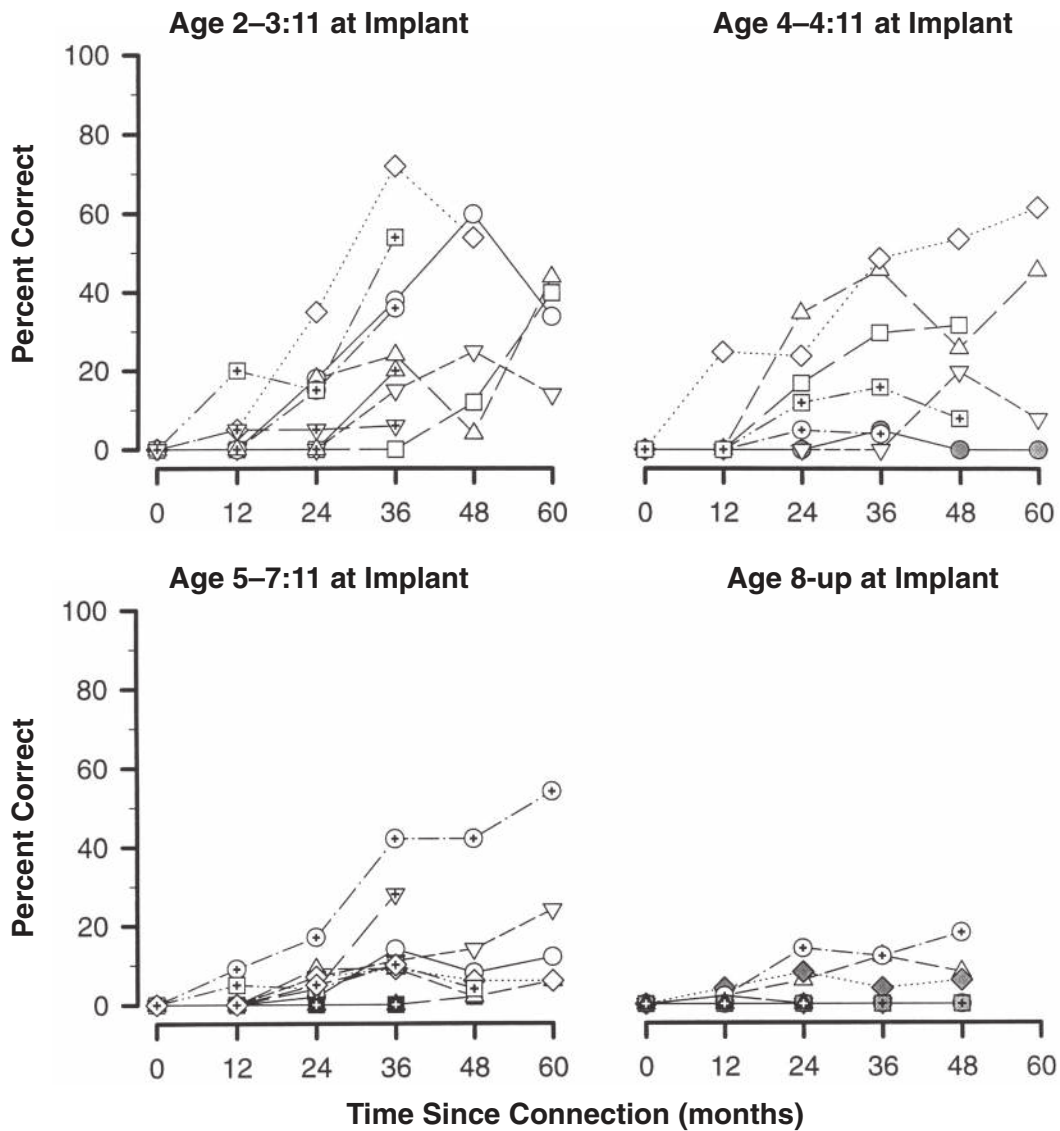 Age 2–3:11 at Implant
Age 4–4:11 at Implant
Percent Correct
100
80
60
40
20
0
0 12 24 36 48 60
0 12 24 36 48 60
Age 5–7:11 at Implant
Age 8-up at Implant
Percent Correct
100
80
60
40
20
0
0 12 24 36 48 60
0 12 24 36 48 60
Time Since Connection (months)